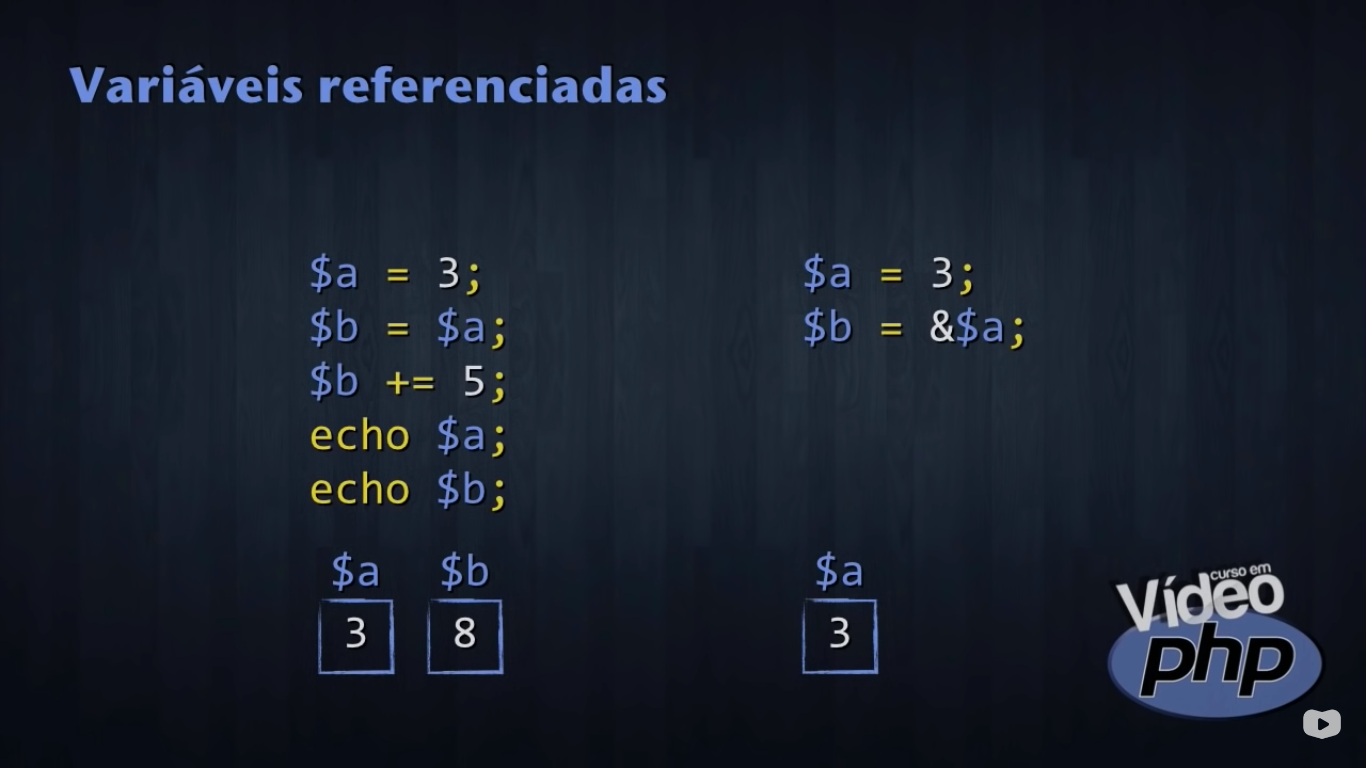 Variáveis referenciadas
$a = 3;
$b = $a;
$b += 5;
echo $a;
echo $b;
$a $b
3 8
$a = 3;
$b = &$a;
$a
3
curso em
Vídeo
php